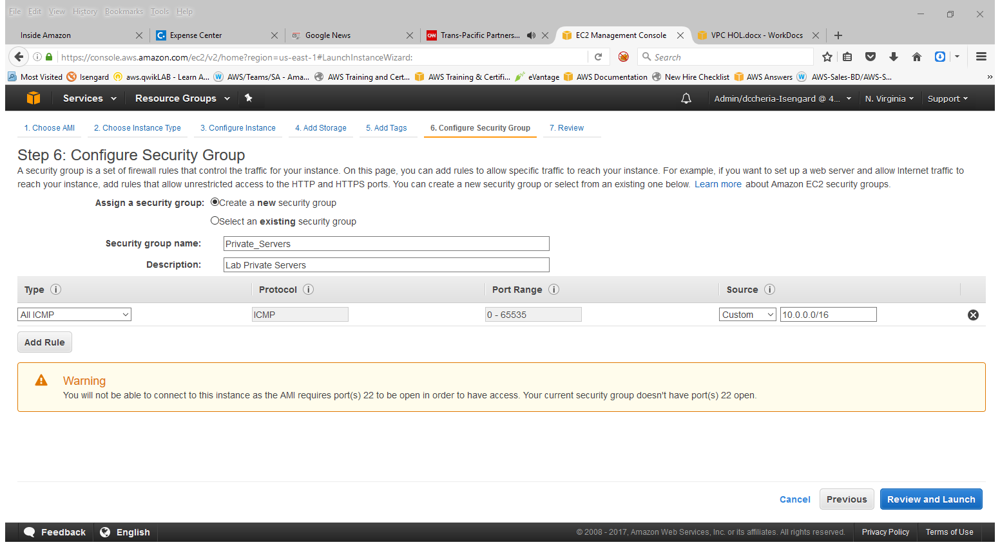 File Edit View History Bookmarks Tools Help
Inside Amazon
C. Expense Center
Google News
CNN Trans-Pacific Partners...
EC2 Management Console
VPC HOL.docx - WorkDocs
https://console.aws.amazon.com/ec2/v2/home?region=us-east-1#LaunchInstanceWizard:
Search
Most Visited Isengard aws.qwikLAB - Learn A... W AWS/Teams/SA - Ama... AWS Training and Cert... AWS Training & Certifi... eVantage AWS Documentation New Hire Checklist AWS Answers W AWS-Sales-BD/AWS-S... »
Services Resource Groups Admin/dccheria-Isengard @ 4... N. Virginia Support
1. Choose AMI 2. Choose Instance Type 3. Configure Instance 4. Add Storage 5. Add Tags 6. Configure Security Group 7. Review
Step 6: Configure Security Group
A security group is a set of firewall rules that control the traffic for your instance. On this page, you can add rules to allow specific traffic to reach your instance. For example, if you want to set up a web server and allow Internet traffic to
reach your instance, add rules that allow unrestricted access to the HTTP and HTTPS ports. You can create a new security group or select from an existing one below. Learn more about Amazon EC2 security groups.
Assign a security group: Create a new security group
Select an existing security group
Security group name: Private_Servers
Description: Lab Private Servers
Type i Protocol i Port Range i Source i
All ICMP ICMP 0 - 65535 Custom 10.0.0.0/16
Add Rule
Warning
You will not be able to connect to this instance as the AMI requires port(s) 22 to be open in order to have access. Your current security group doesn't have port(s) 22 open.
Cancel Previous Review and Launch
Feedback English © 2008 - 2017, Amazon Web Services, Inc. or its affiliates. All rights reserved. Privacy Policy Terms of Use